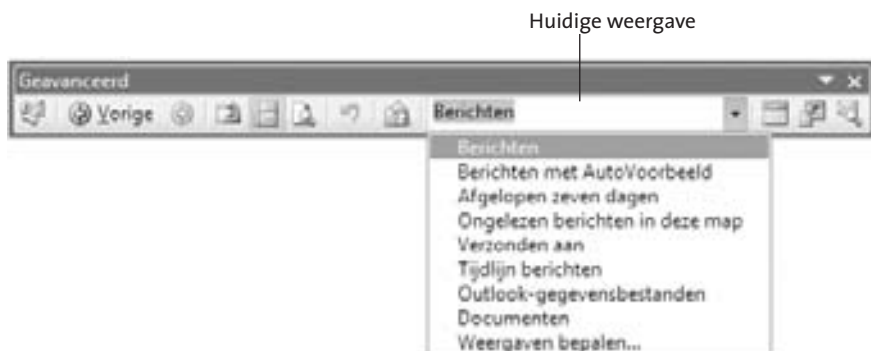 Huidige weergave
Geavanceerd
Vorige Berichten
Berichten
Berichten met AutoVoorbeeld
Afgelopen zeven dagen
Ongelezen berichten in deze map
Verzonden aan
Tijdlijn berichten
Outlook-gegevensbestanden
Documenten
Weergaven bepalen...